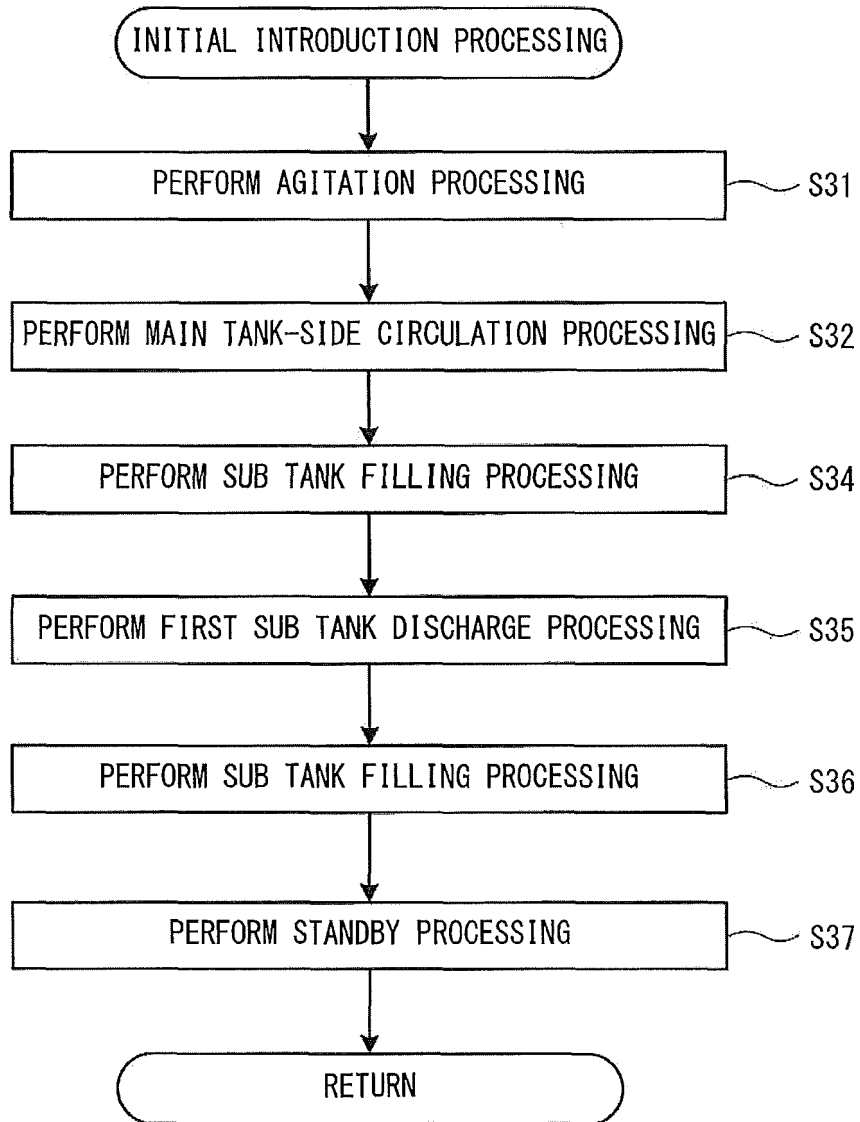 INITIAL INTRODUCTION PROCESSING
PERFORM AGITATION PROCESSING S31
PERFORM MAIN TANK-SIDE CIRCULATION PROCESSING S32
PERFORM SUB TANK FILLING PROCESSING S34
PERFORM FIRST SUB TANK DISCHARGE PROCESSING S35
PERFORM SUB TANK FILLING PROCESSING S36
PERFORM STANDBY PROCESSING S37
RETURN